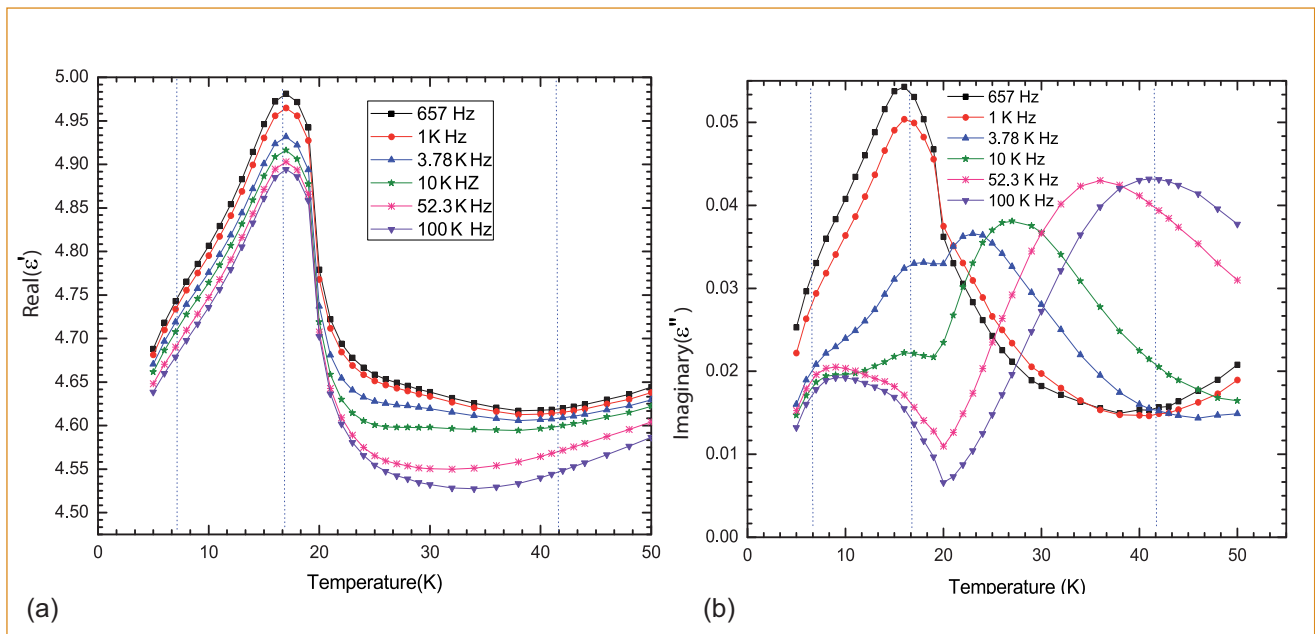 5.00
4.95
4.90
4.85
4.80
4.75
4.70
4.65
4.60
4.55
4.50
Real(ε')
0 10 20 30 40 50
Temperature(K)
657 Hz
1 K Hz
3.78 K Hz
10 K HZ
52.3 K Hz
100 K Hz
(a)
0.05
0.04
0.03
0.02
0.01
0.00
Imaginary(ε")
0 10 20 30 40 50
Temperature (K)
657 Hz
1 K Hz
3.78 K Hz
10 K Hz
52.3 K Hz
100 K Hz
(b)